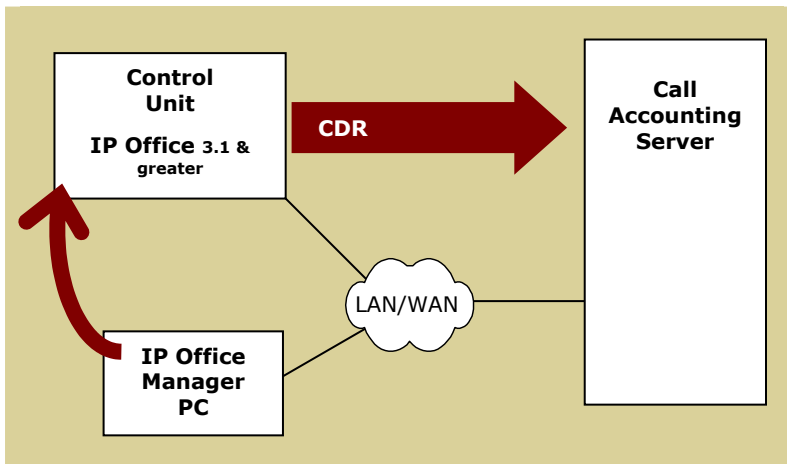 Control
Unit
IP Office 3.1 &
greater
CDR
Call
Accounting
Server
LAN/WAN
IP Office
Manager
PC